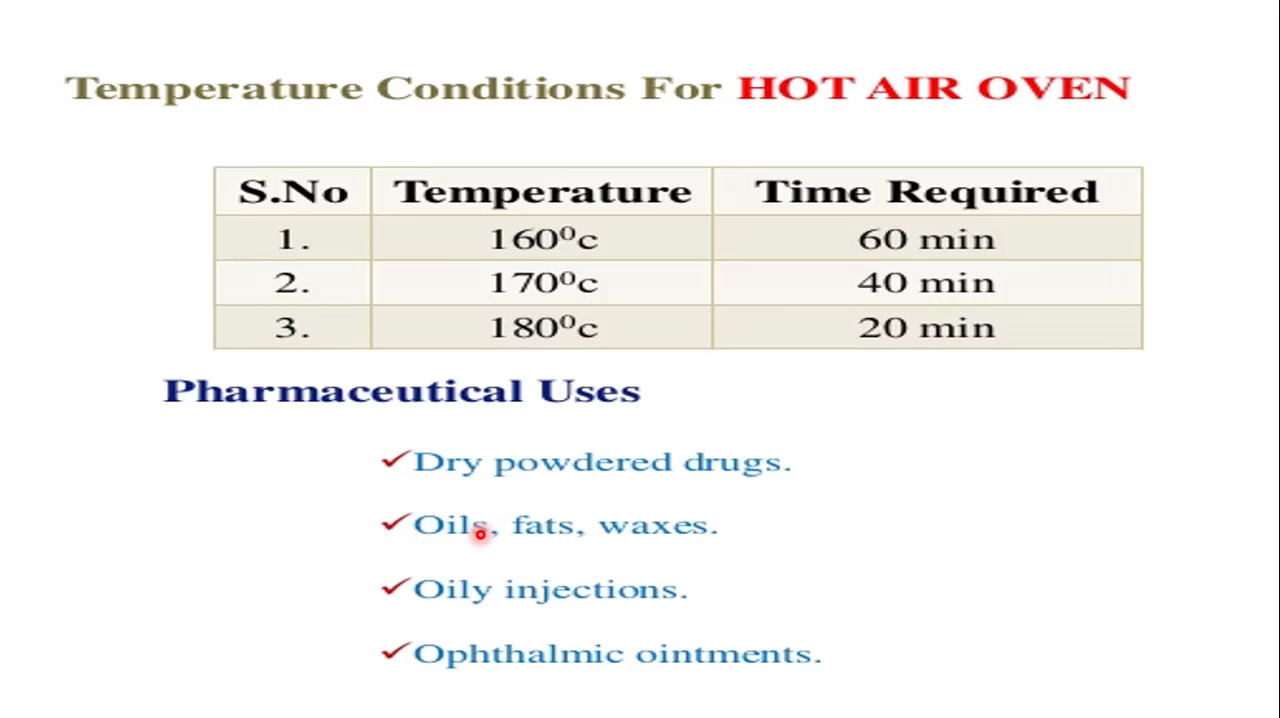 Temperature Conditions For HOT AIR OVEN
S.No Temperature Time Required
1. 160⁰c 60 min
2. 170⁰c 40 min
3. 180⁰c 20 min
Pharmaceutical Uses
✓Dry powdered drugs.
✓Oils, fats, waxes.
✓Oily injections.
✓Ophthalmic ointments.